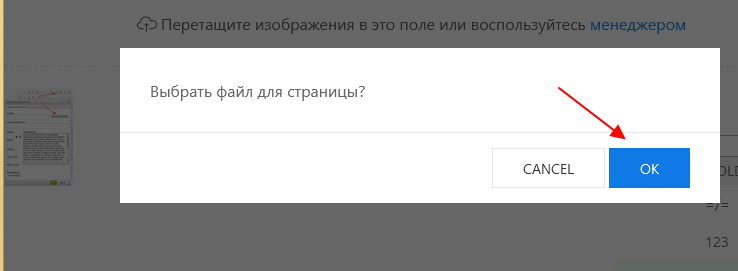 Перетащите изображения в это поле или воспользуйтесь менеджером
Выбрать файл для страницы?
CANCEL
OK
=/=
123